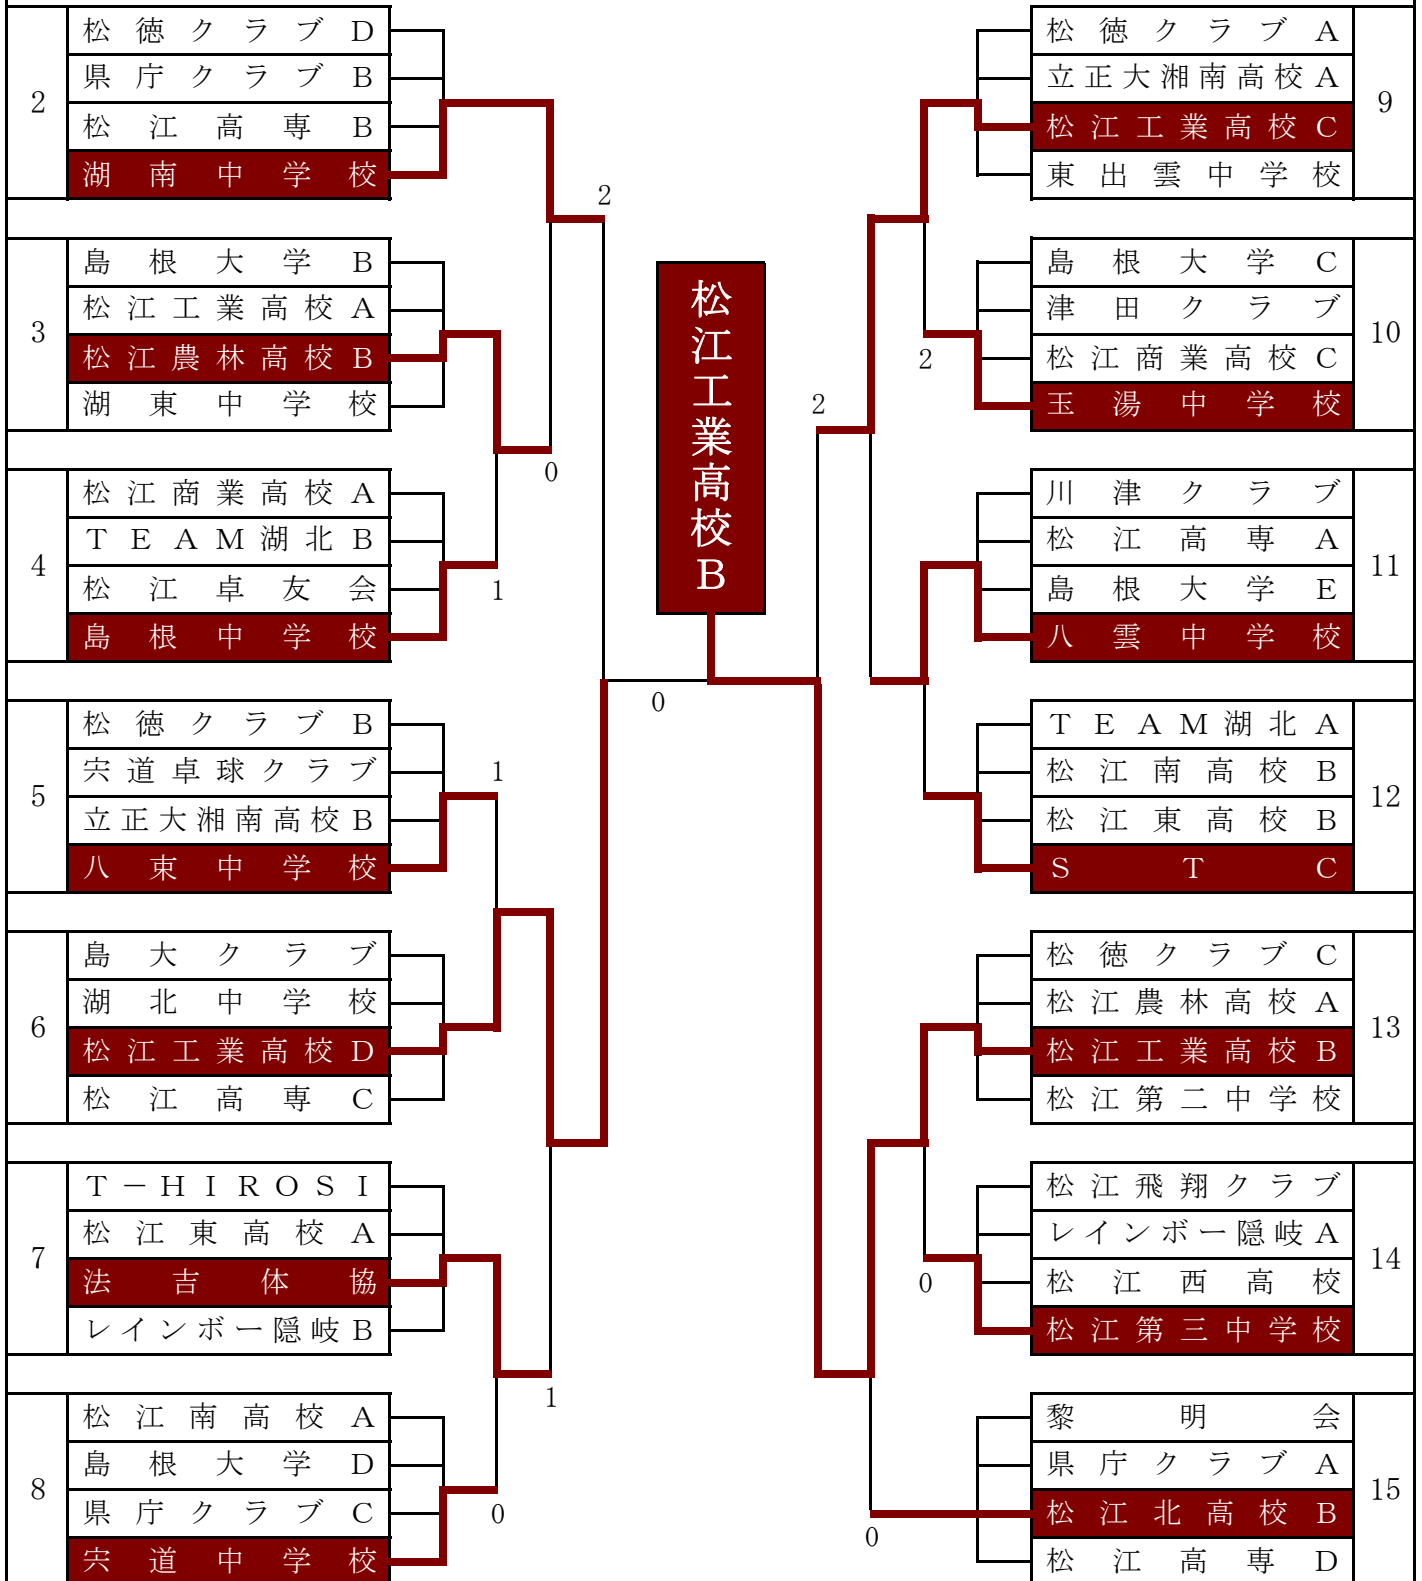 2
松徳クラブD
県庁クラブB
松江高専B
湖南中学校
3
島根大学B
松江工業高校A
松江農林高校B
湖東中学校
4
松江商業高校A
TEAM湖北B
松江卓友会
島根中学校
5
松徳クラブB
宍道卓球クラブ
立正大湘南高校B
八東中学校
6
島大クラブ
湖北中学校
松江工業高校D
松江高専C
7
T－HIROSI
松江東高校A
法吉体協
レインボー隠岐B
8
松江南高校A
島根大学D
県庁クラブC
宍道中学校
2
0
1
1
1
0
0
松江工業高校B
2
2
0
0
松徳クラブA
立正大湘南高校A
松江工業高校C
東出雲中学校
9
島根大学C
津田クラブ
松江商業高校C
玉湯中学校
10
川津クラブ
松江高専A
島根大学E
八雲中学校
11
TEAM湖北A
松江南高校B
松江東高校B
STC
12
松徳クラブC
松江農林高校A
松江工業高校B
松江第二中学校
13
松江飛翔クラブ
レインボー隠岐A
松江西高校
松江第三中学校
14
黎明会
県庁クラブA
松江北高校B
松江高専D
15